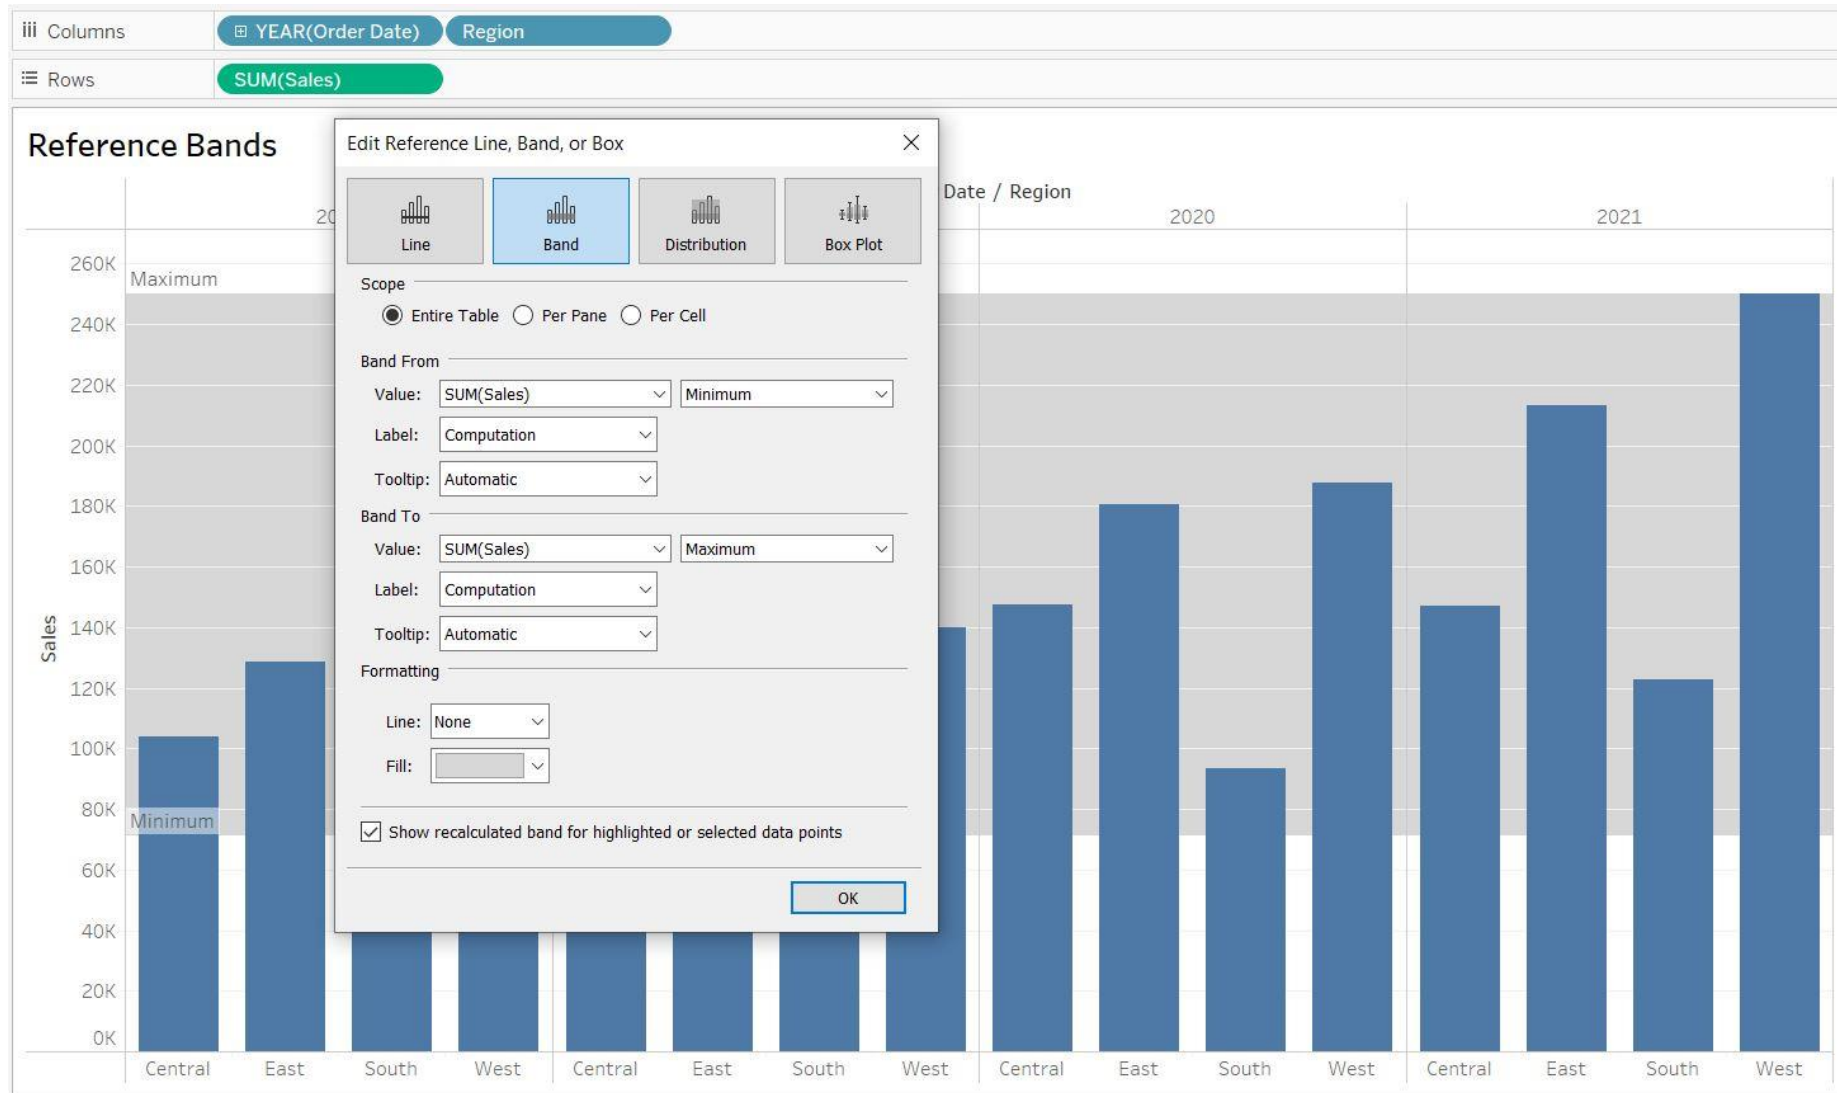 Columns
YEAR(Order Date)
Region
Rows
SUM(Sales)
Reference Bands
Edit Reference Line, Band, or Box
Line
Band
Distribution
Box Plot
Scope
Entire Table
Per Pane
Per Cell
Band From
Value: SUM(Sales) Minimum
Label: Computation
Tooltip: Automatic
Band To
Value: SUM(Sales) Maximum
Label: Computation
Tooltip: Automatic
Formatting
Line: None
Fill:
Show recalculated band for highlighted or selected data points
OK
Date / Region
20
2020
2021
Sales
260K
240K
220K
200K
180K
160K
140K
120K
100K
80K
60K
40K
20K
0K
Maximum
Minimum
Central East South West Central East South West Central East South West Central East South West